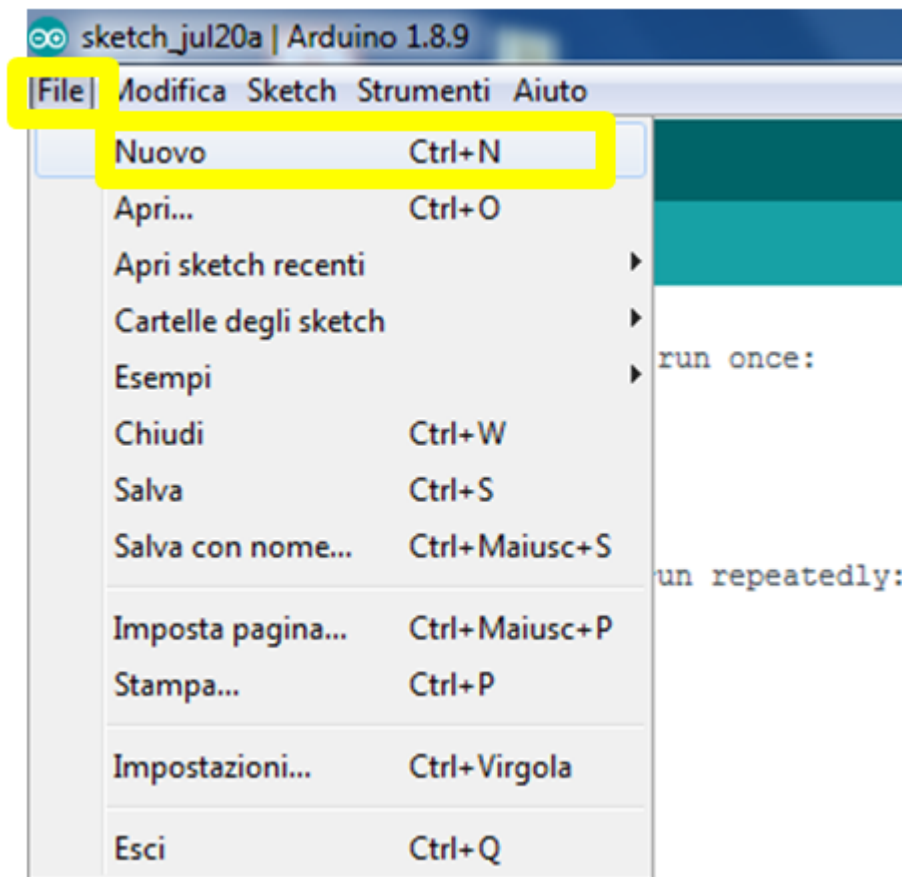 sketch_jul20a | Arduino 1.8.9
File Modifica Sketch Strumenti Aiuto
Nuovo Ctrl+N
Apri... Ctrl+O
Apri sketch recenti
Cartelle degli sketch
run once:
Esempi
Chiudi Ctrl+W
Salva Ctrl+S
Salva con nome... Ctrl+Maiusc+S
run repeatedly:
Imposta pagina... Ctrl+Maiusc+P
Stampa... Ctrl+P
Impostazioni... Ctrl+Virgola
Esci Ctrl+Q